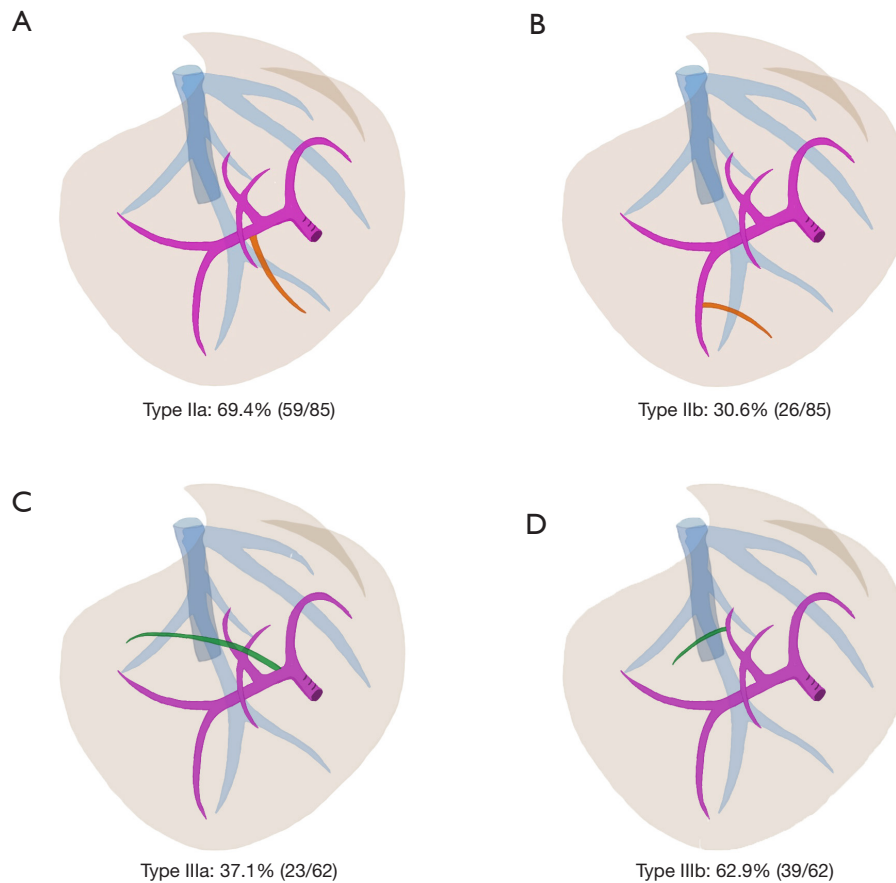 A
B
Type IIa: 69.4% (59/85)
Type IIb: 30.6% (26/85)
C
D
Type IIIa: 37.1% (23/62)
Type IIIb: 62.9% (39/62)